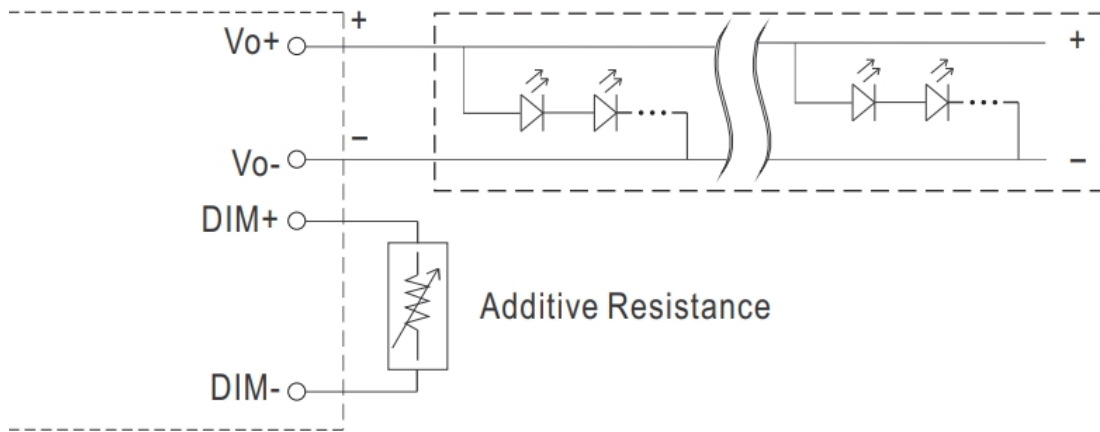 Vo+
+
+
-
Vo-
-
DIM+
Additive Resistance
DIM-